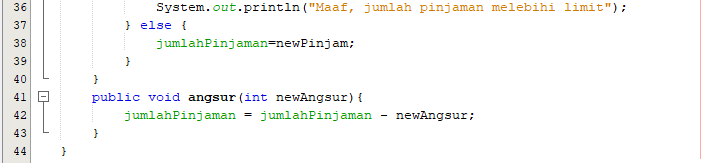 36 System.out.println("Maaf, jumlah pinjaman melebihi limit");
37 } else {
38 jumlahPinjaman=newPinjam;
39 }
40 }
41 public void angsur(int newAngsur){
42 jumlahPinjaman = jumlahPinjaman - newAngsur;
43 }
44 }